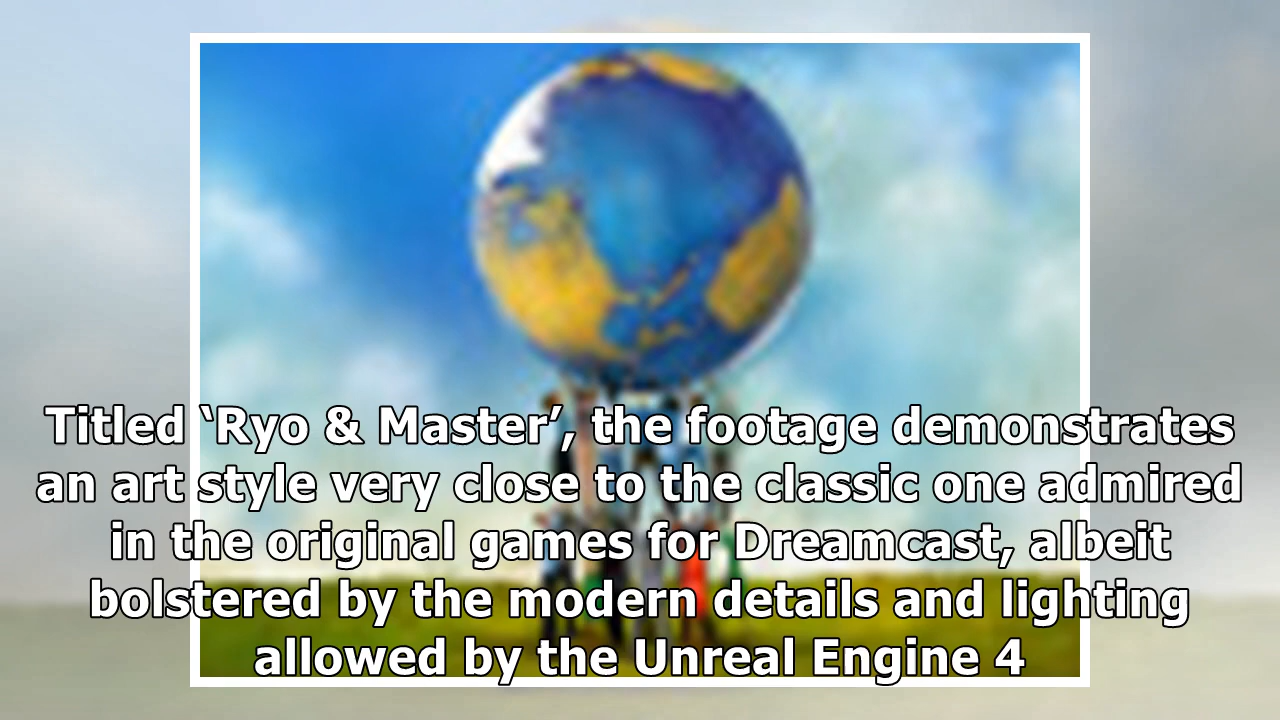 Titled ‘Ryo & Master’, the footage demonstrates
an art style very close to the classic one admired
in the original games for Dreamcast, albeit
bolstered by the modern details and lighting
allowed by the Unreal Engine 4